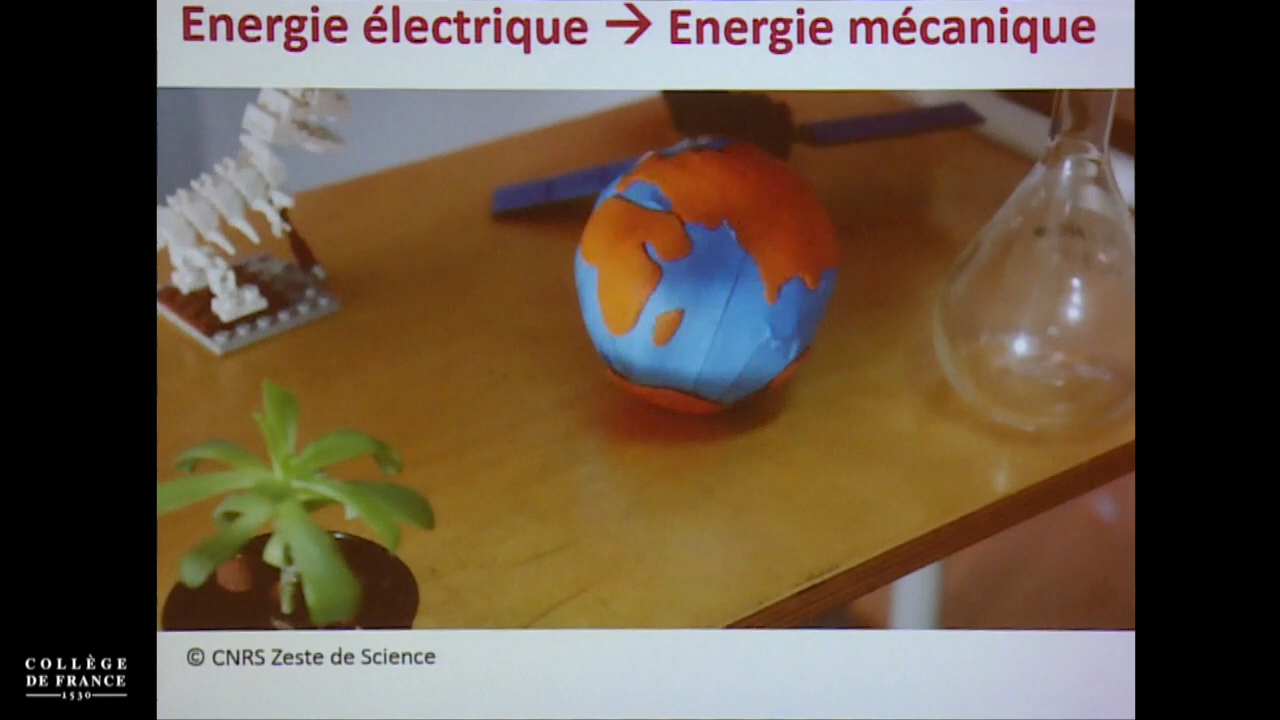 Energie électrique → Energie mécanique
© CNRS Zeste de Science
COLLÈGE
DE FRANCE
1530